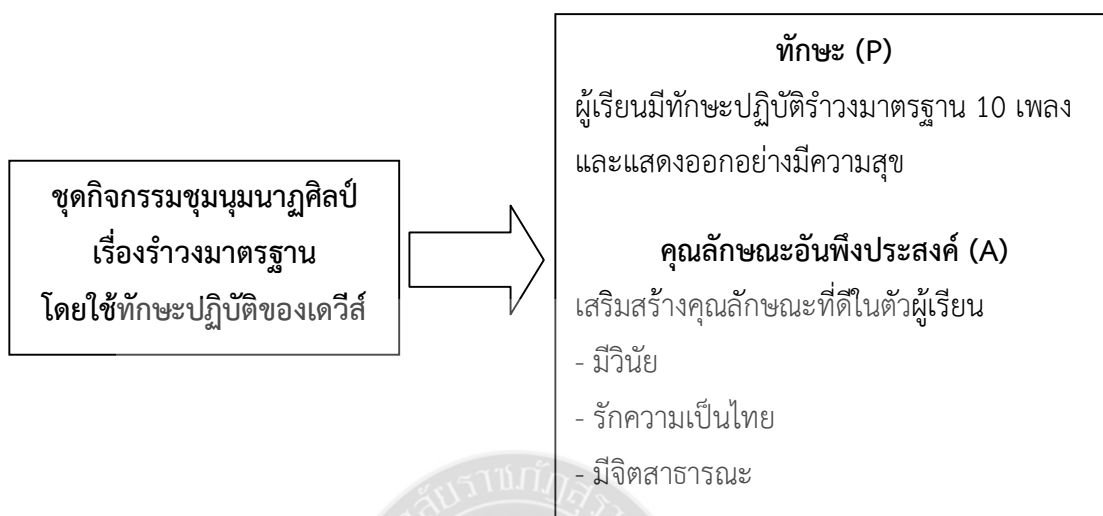 ชุดกิจกรรมชุมนุมนาฏศิลป์
เรื่องรำวงมาตรฐาน
โดยใช้ทักษะปฏิบัติของเดวีส์
ทักษะ (P)
ผู้เรียนมีทักษะปฏิบัติรำวงมาตรฐาน 10 เพลง
และแสดงออกอย่างมีความสุข
คุณลักษณะอันพึงประสงค์ (A)
เสริมสร้างคุณลักษณะที่ดีในตัวผู้เรียน
- มีวินัย
- รักความเป็นไทย
- มีจิตสาธารณะ